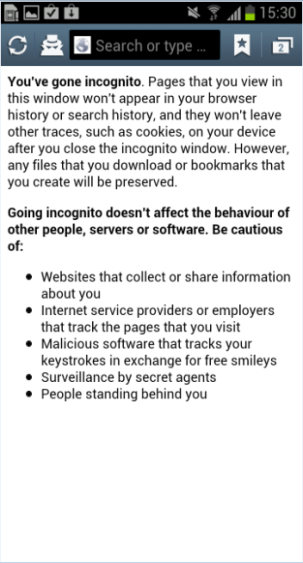 15:30
Search or type ...
2
You've gone incognito. Pages that you view in
this window won't appear in your browser
history or search history, and they won't leave
other traces, such as cookies, on your device
after you close the incognito window. However,
any files that you download or bookmarks that
you create will be preserved.
Going incognito doesn't affect the behaviour of
other people, servers or software. Be cautious
of:
• Websites that collect or share information
about you
• Internet service providers or employers
that track the pages that you visit
• Malicious software that tracks your
keystrokes in exchange for free smileys
• Surveillance by secret agents
• People standing behind you